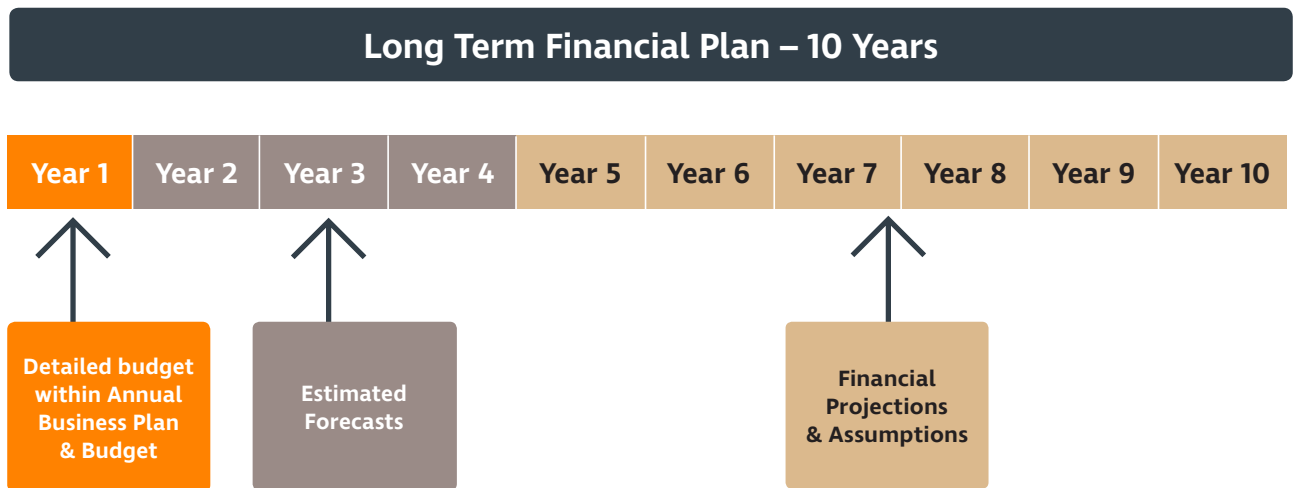 Long Term Financial Plan – 10 Years
Year 1
Year 2
Year 3
Year 4
Year 5
Year 6
Year 7
Year 8
Year 9
Year 10
Detailed budget
within Annual
Business Plan
& Budget
Estimated
Forecasts
Financial
Projections
& Assumptions